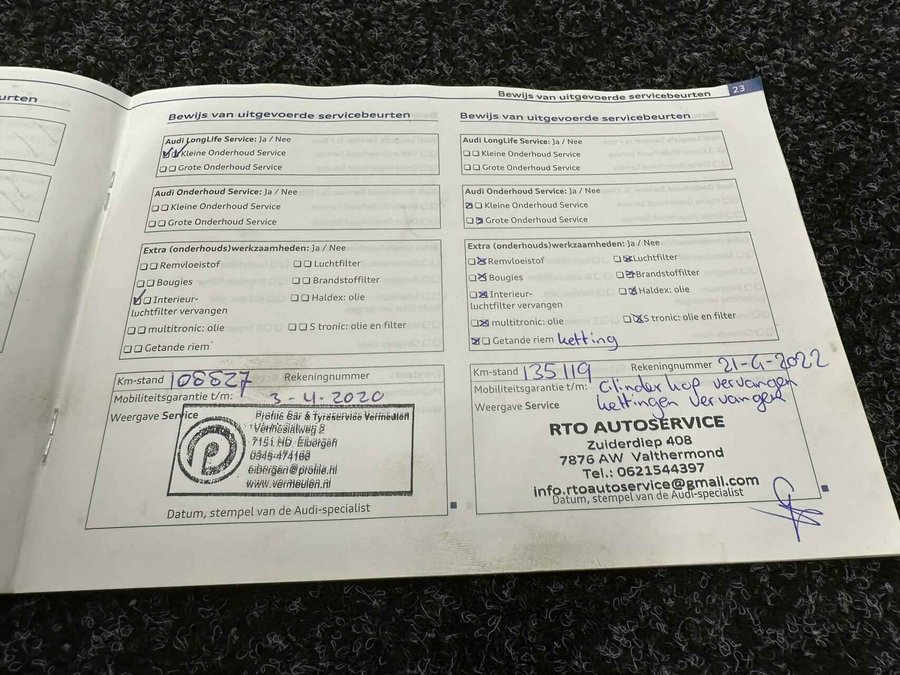 urten
Bewijs van uitgevoerde servicebeurten 23
Bewijs van uitgevoerde servicebeurten
Audi LongLife Service: Ja / Nee
Kleine Onderhoud Service
Grote Onderhoud Service
Audi Onderhoud Service: Ja / Nee
Kleine Onderhoud Service
Grote Onderhoud Service
Extra (onderhouds)werkzaamheden: Ja / Nee
Remvloeistof Luchtfilter
Bougies Brandstoffilter
Interieur- Haldex: olie
luchtfilter vervangen
multitronic: olie S tronic: olie en filter
Getande riem
Km-stand 108827 Rekeningnummer
Mobiliteitsgarantie t/m: 3-4-2020
Weergave Service
Profile Car & Tyreservice Vermeulen
7151 HD Eibergen
0545-474166
eibergen@profile.nl
www.vermeulen.nl
Datum, stempel van de Audi-specialist
Bewijs van uitgevoerde servicebeurten
Audi LongLife Service: Ja / Nee
Kleine Onderhoud Service
Grote Onderhoud Service
Audi Onderhoud Service: Ja / Nee
Kleine Onderhoud Service
Grote Onderhoud Service
Extra (onderhouds)werkzaamheden: Ja / Nee
Remvloeistof Luchtfilter
Bougies Brandstoffilter
Interieur- Haldex: olie
luchtfilter vervangen
multitronic: olie S tronic: olie en filter
Getande riem ketting
Km-stand 135119 Rekeningnummer 21-4-2022
Mobiliteitsgarantie t/m: Cilinder kop vervangen
Weergave Service kettingen vervangen
RTO AUTOSERVICE
Zuiderdiep 408
7876 AW Valthermond
Tel.: 0621544397
info.rtoautoservice@gmail.com
Datum, stempel van de Audi-specialist